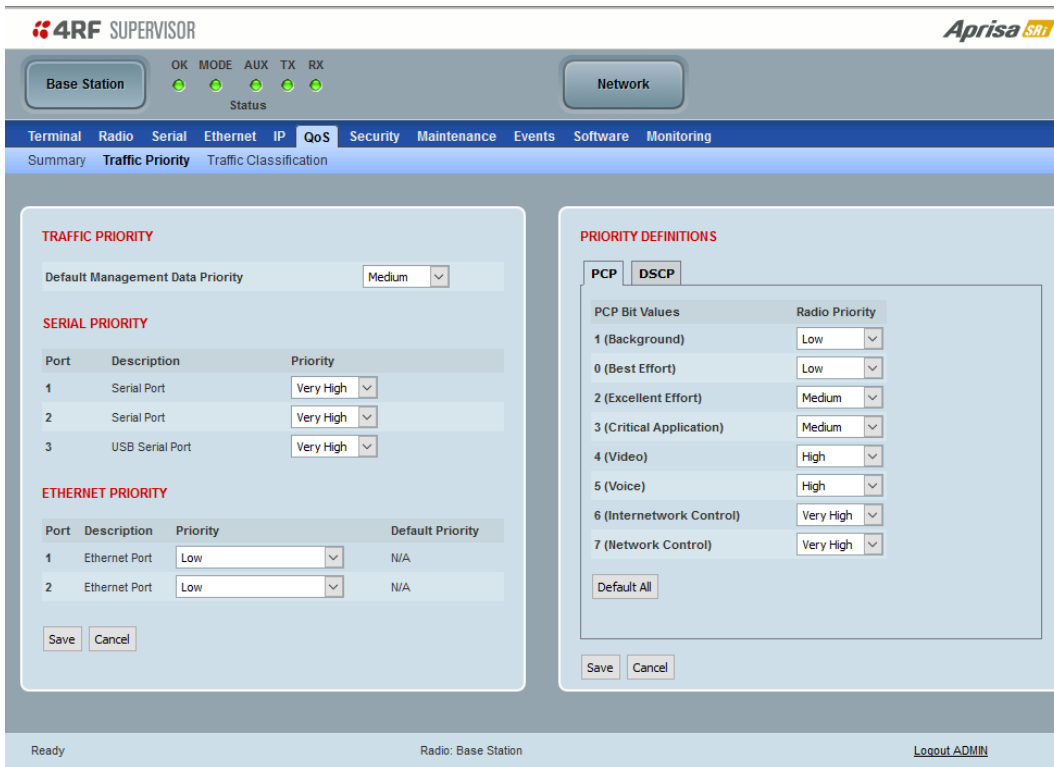 4RF SUPERVISOR
Aprisa SRi
Base Station
OK MODE AUX TX RX
Status
Network
Terminal Radio Serial Ethernet IP QoS Security Maintenance Events Software Monitoring
Summary Traffic Priority Traffic Classification
TRAFFIC PRIORITY
Default Management Data Priority Medium
SERIAL PRIORITY
Port Description Priority
1 Serial Port Very High
2 Serial Port Very High
3 USB Serial Port Very High
ETHERNET PRIORITY
Port Description Priority Default Priority
1 Ethernet Port Low N/A
2 Ethernet Port Low N/A
Save Cancel
PRIORITY DEFINITIONS
PCP DSCP
PCP Bit Values Radio Priority
1 (Background) Low
0 (Best Effort) Low
2 (Excellent Effort) Medium
3 (Critical Application) Medium
4 (Video) High
5 (Voice) High
6 (Internetwork Control) Very High
7 (Network Control) Very High
Default All
Save Cancel
Ready Radio: Base Station Logout ADMIN